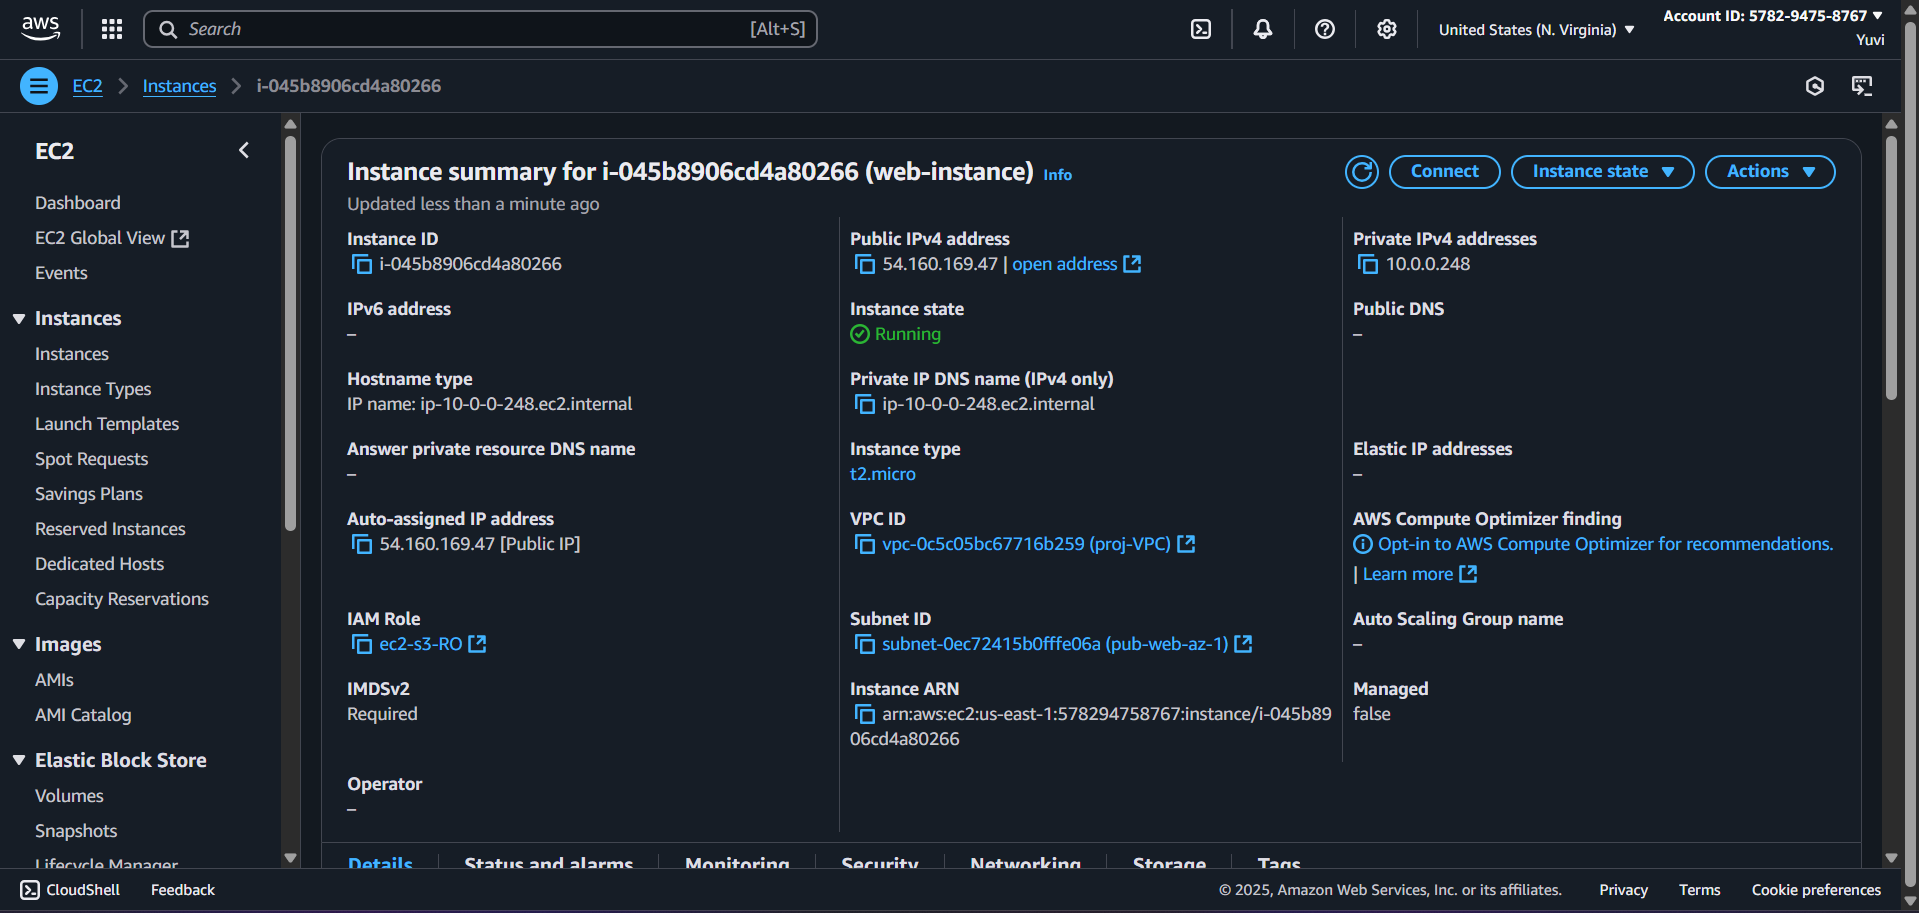 aws
Search [Alt+S]
United States (N. Virginia)
Account ID: 5782-9475-8767
Yuvi
EC2 Instances i-045b8906cd4a80266
EC2
Dashboard
EC2 Global View
Events
Instances
Instances
Instance Types
Launch Templates
Spot Requests
Savings Plans
Reserved Instances
Dedicated Hosts
Capacity Reservations
Images
AMIs
AMI Catalog
Elastic Block Store
Volumes
Snapshots
Lifecycle Manager
Instance summary for i-045b8906cd4a80266 (web-instance) Info
Updated less than a minute ago
Connect
Instance state
Actions
Instance ID
i-045b8906cd4a80266
Public IPv4 address
54.160.169.47 | open address
Private IPv4 addresses
10.0.0.248
IPv6 address
–
Instance state
Running
Public DNS
–
Hostname type
IP name: ip-10-0-0-248.ec2.internal
Private IP DNS name (IPv4 only)
ip-10-0-0-248.ec2.internal
Answer private resource DNS name
–
Instance type
t2.micro
Elastic IP addresses
–
Auto-assigned IP address
54.160.169.47 [Public IP]
VPC ID
vpc-0c5c05bc67716b259 (proj-VPC)
AWS Compute Optimizer finding
Opt-in to AWS Compute Optimizer for recommendations.
| Learn more
IAM Role
ec2-s3-RO
Subnet ID
subnet-0ec72415b0fffe06a (pub-web-az-1)
Auto Scaling Group name
–
IMDSv2
Required
Instance ARN
arn:aws:ec2:us-east-1:578294758767:instance/i-045b89
06cd4a80266
Managed
false
Operator
–
Details Status and alarms Monitoring Security Networking Storage Tags
CloudShell Feedback
© 2025, Amazon Web Services, Inc. or its affiliates. Privacy Terms Cookie preferences